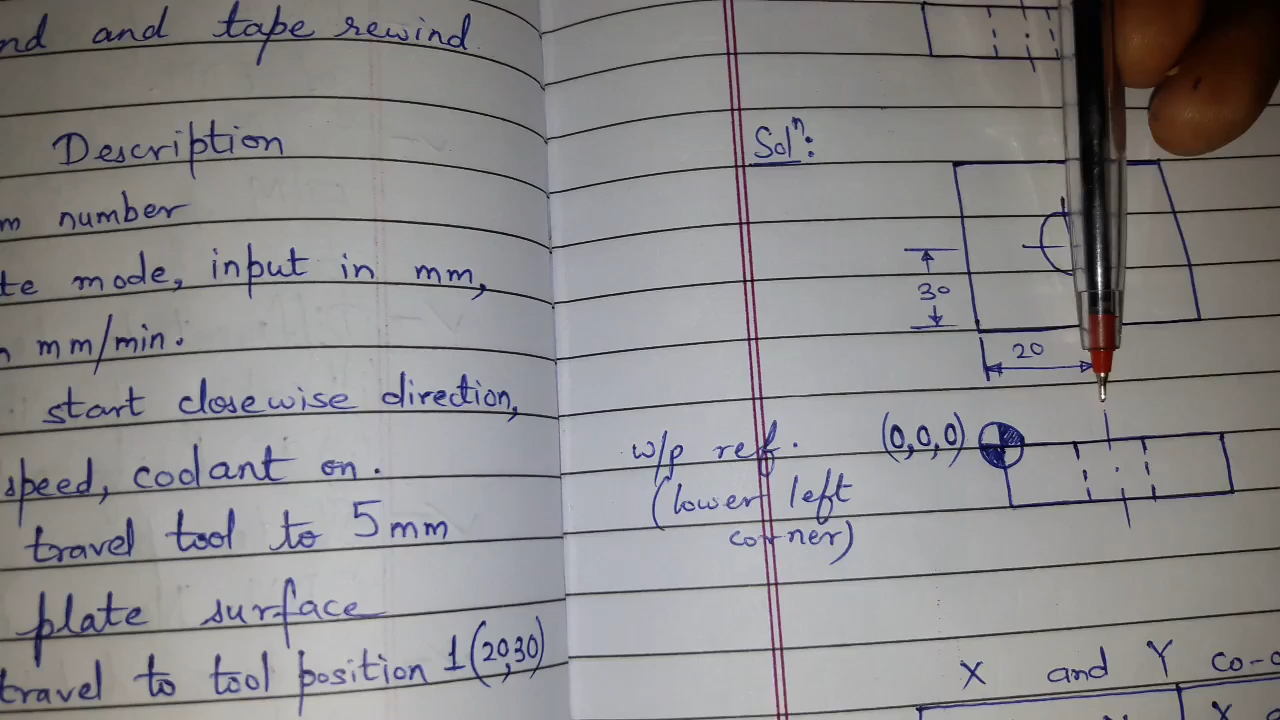 nd and tape rewind
Description
m number
te mode, input in mm,
n mm/min.
start closewise direction,
speed, coolant on.
travel tool to 5mm
plate surface
travel to tool position 1(20,30)
Solⁿ:
30
20
w/p ref. (0,0,0)
(lower left
corner)
X and Y co-o
X